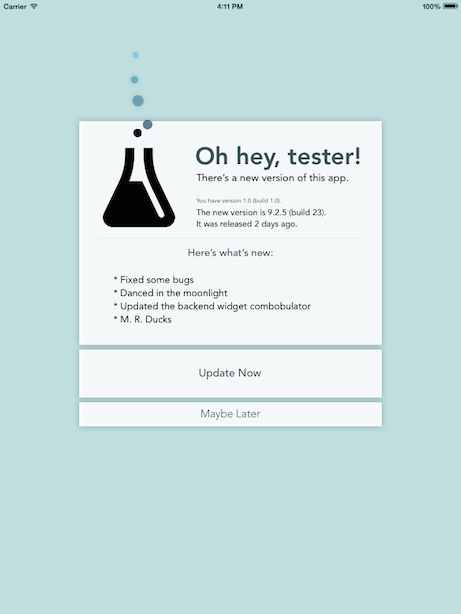 Carrier 4:11 PM 100%
Oh hey, tester!
There's a new version of this app.
You have version 1.0 (build 1.0).
The new version is 9.2.5 (build 23).
It was released 2 days ago.
Here's what's new:
* Fixed some bugs
* Danced in the moonlight
* Updated the backend widget combobulator
* M. R. Ducks
Update Now
Maybe Later